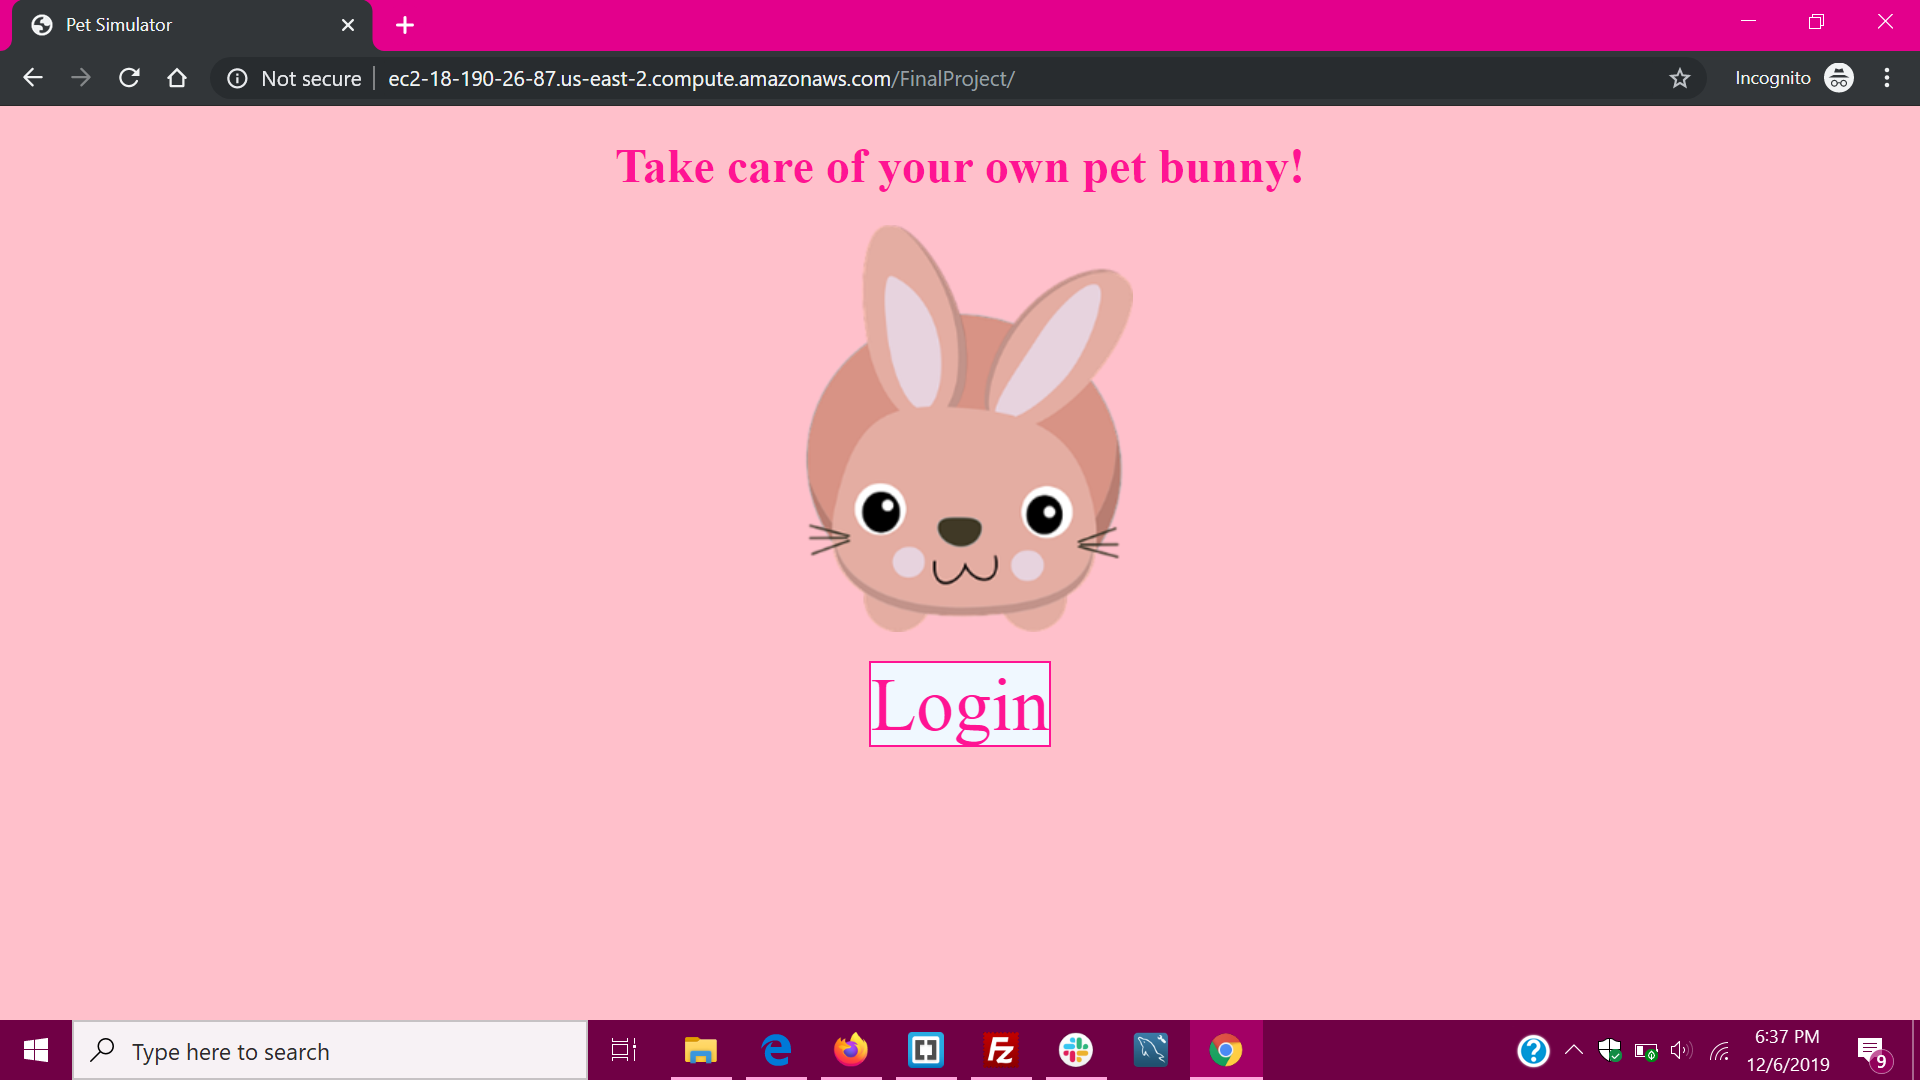 Pet Simulator
Not secure
ec2-18-190-26-87.us-east-2.compute.amazonaws.com/FinalProject/
Incognito
Take care of your own pet bunny!
Login
Type here to search
Fz
6:37 PM
12/6/2019
9